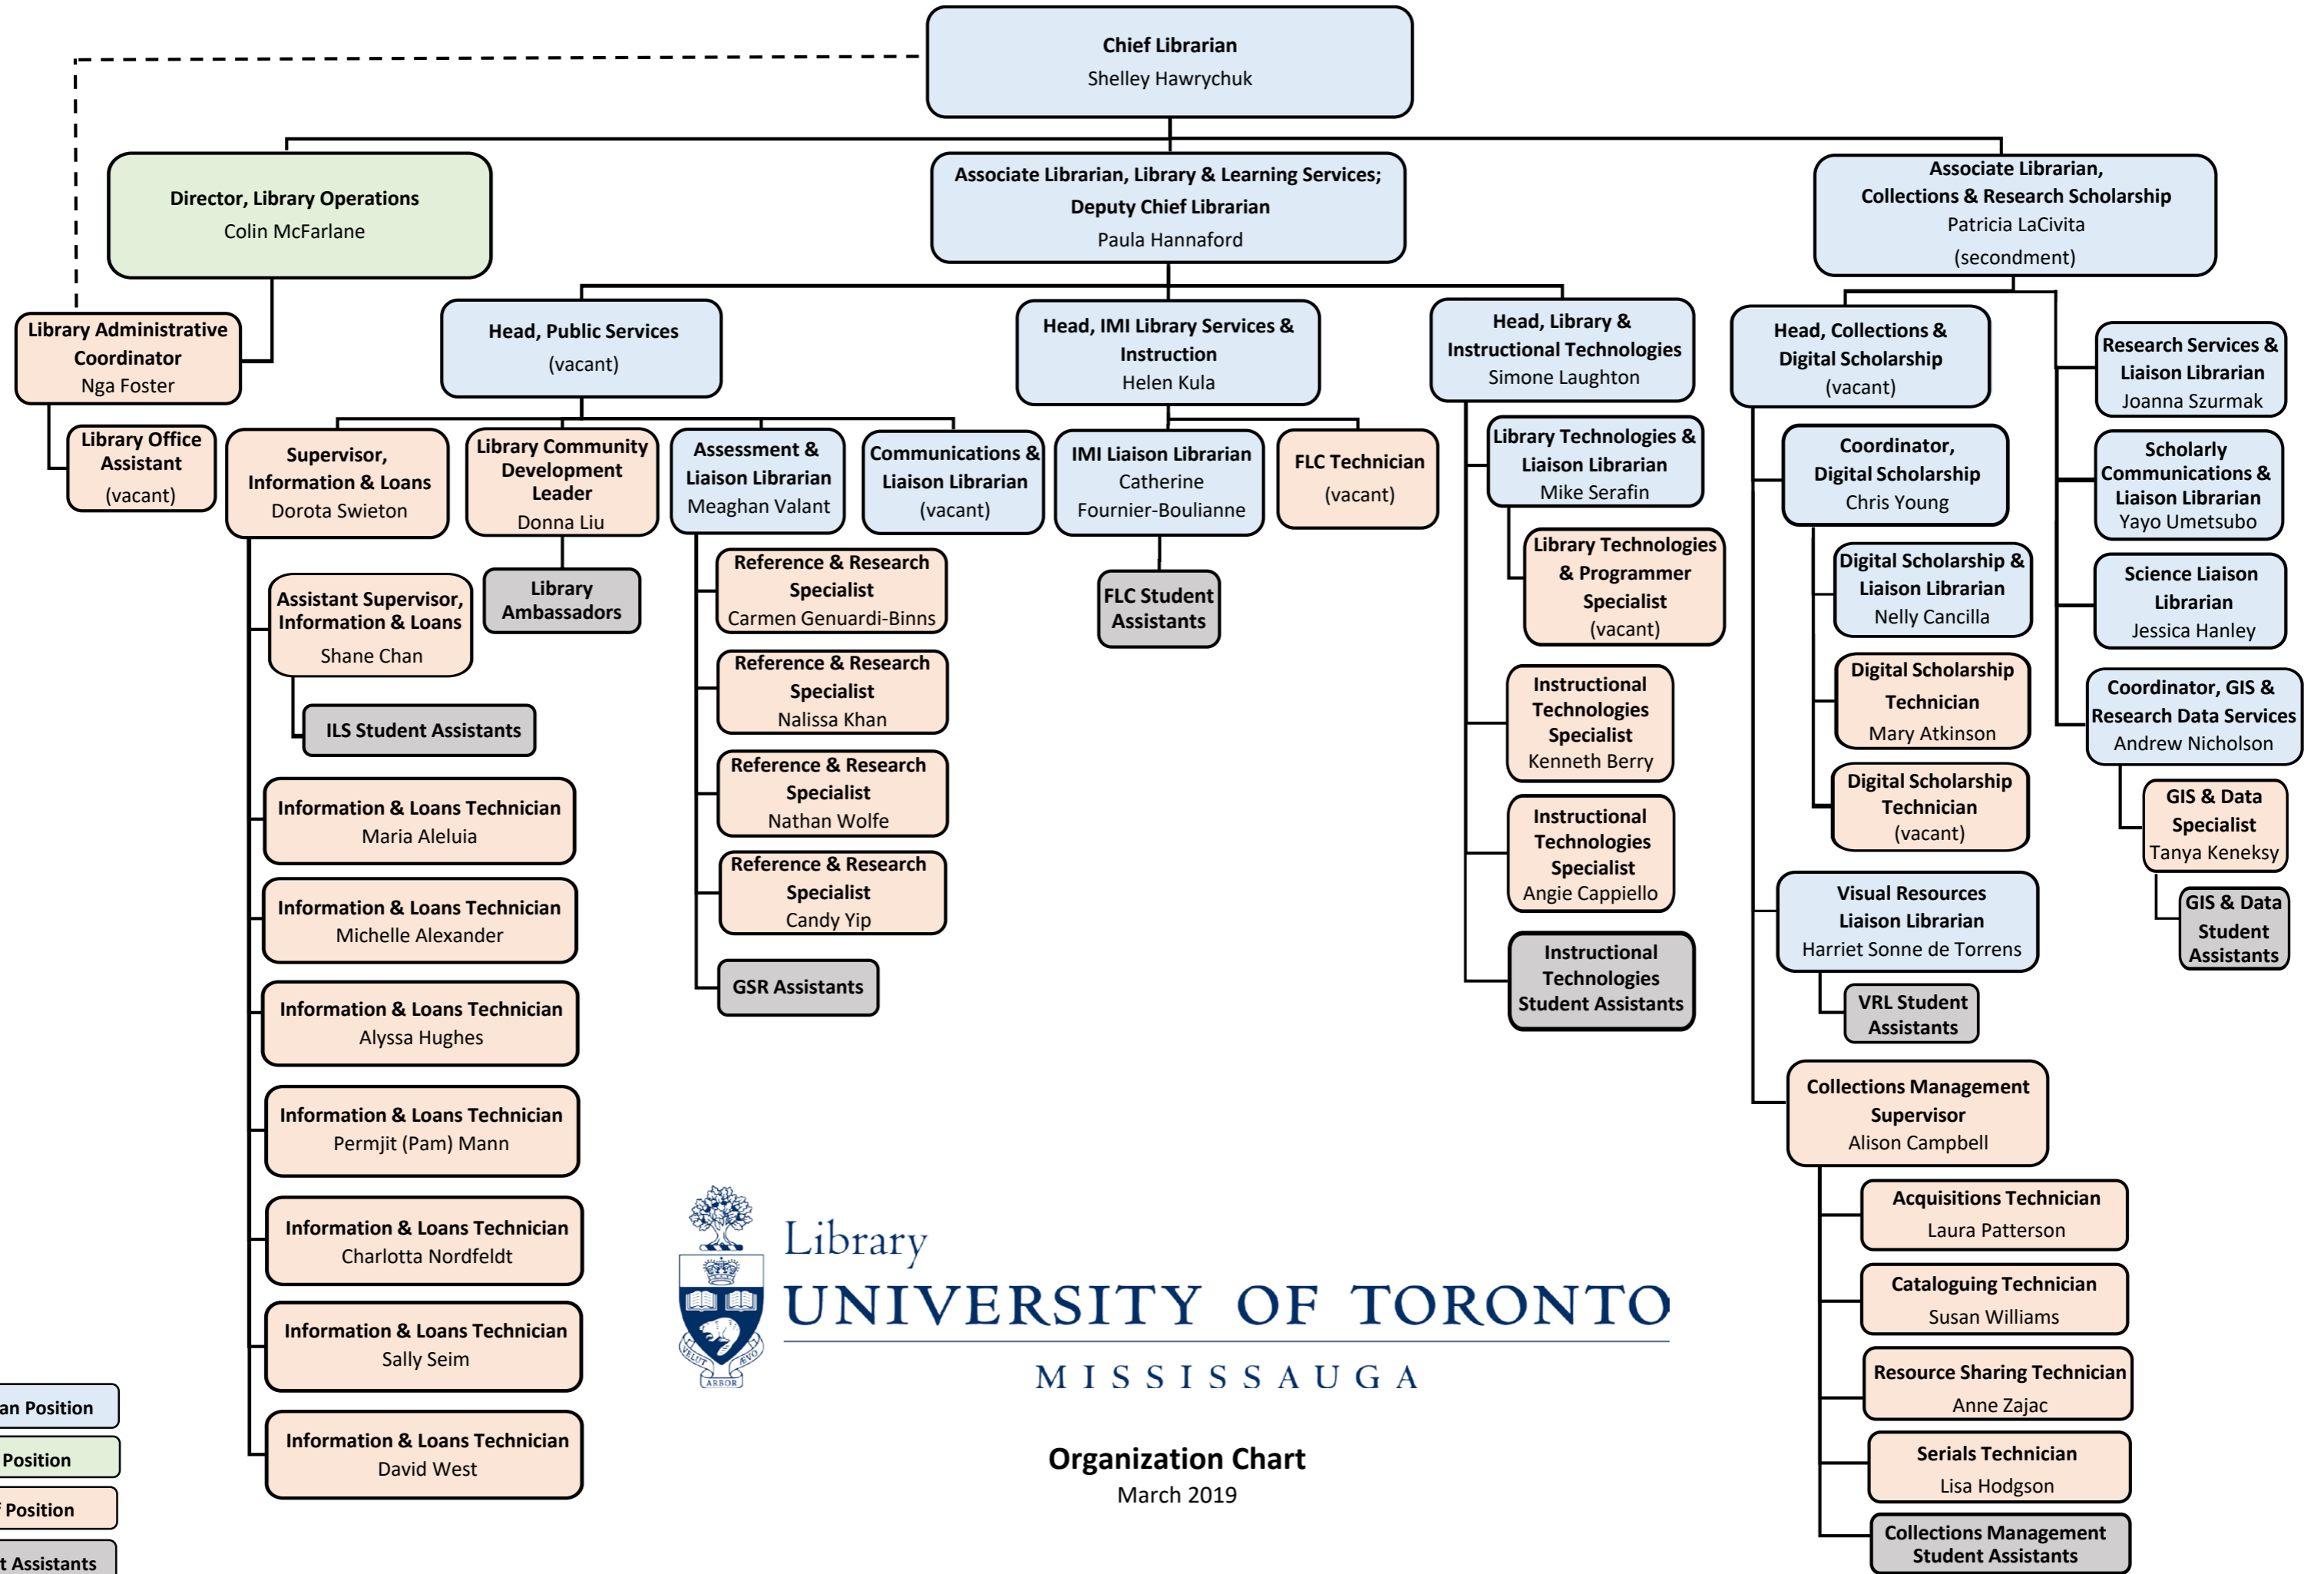 Chief Librarian
Shelley Hawrychuk
Director, Library Operations
Colin McFarlane
Associate Librarian, Library & Learning Services;
Deputy Chief Librarian
Paula Hannaford
Associate Librarian,
Collections & Research Scholarship
Patricia LaCivita
(secondment)
Library Administrative
Coordinator
Nga Foster
Library Office
Assistant
(vacant)
Head, Public Services
(vacant)
Head, IMI Library Services &
Instruction
Helen Kula
Head, Library &
Instructional Technologies
Simone Laughton
Head, Collections &
Digital Scholarship
(vacant)
Research Services &
Liaison Librarian
Joanna Szurmak
Scholarly
Communications &
Liaison Librarian
Yayo Umetsubo
Science Liaison
Librarian
Jessica Hanley
Coordinator, GIS &
Research Data Services
Andrew Nicholson
GIS & Data
Specialist
Tanya Keneksy
GIS & Data
Student
Assistants
Supervisor,
Information & Loans
Dorota Swieton
Library Community
Development
Leader
Donna Liu
Assessment &
Liaison Librarian
Meaghan Valant
Communications &
Liaison Librarian
(vacant)
IMI Liaison Librarian
Catherine
Fournier-Boulianne
FLC Technician
(vacant)
Library Technologies &
Liaison Librarian
Mike Serafin
Library Technologies
& Programmer
Specialist
(vacant)
Instructional
Technologies
Specialist
Kenneth Berry
Instructional
Technologies
Specialist
Angie Cappiello
Instructional
Technologies
Student Assistants
Coordinator,
Digital Scholarship
Chris Young
Digital Scholarship &
Liaison Librarian
Nelly Cancilla
Digital Scholarship
Technician
Mary Atkinson
Digital Scholarship
Technician
(vacant)
Visual Resources
Liaison Librarian
Harriet Sonne de Torrens
VRL Student
Assistants
Collections Management
Supervisor
Alison Campbell
Acquisitions Technician
Laura Patterson
Cataloguing Technician
Susan Williams
Resource Sharing Technician
Anne Zajac
Serials Technician
Lisa Hodgson
Collections Management
Student Assistants
Assistant Supervisor,
Information & Loans
Shane Chan
ILS Student Assistants
Information & Loans Technician
Maria Aleluia
Information & Loans Technician
Michelle Alexander
Information & Loans Technician
Alyssa Hughes
Information & Loans Technician
Permjit (Pam) Mann
Information & Loans Technician
Charlotta Nordfeldt
Information & Loans Technician
Sally Seim
Information & Loans Technician
David West
Library
Ambassadors
Reference & Research
Specialist
Carmen Genuardi-Binns
Reference & Research
Specialist
Nalissa Khan
Reference & Research
Specialist
Nathan Wolfe
Reference & Research
Specialist
Candy Yip
GSR Assistants
FLC Student
Assistants
Library
UNIVERSITY OF TORONTO
MISSISSAUGA
VELUT ARBOR ÆVO
Organization Chart
March 2019
Position
Position
Position
Assistants